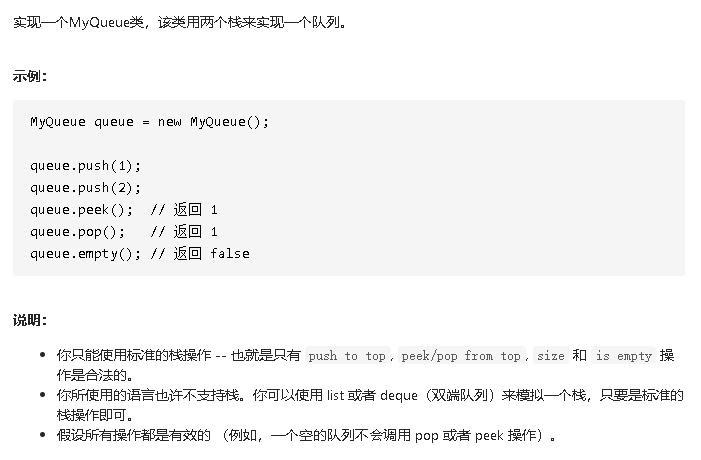 实现一个MyQueue类，该类用两个栈来实现一个队列。
示例：
MyQueue queue = new MyQueue();
queue.push(1);
queue.push(2);
queue.peek();  // 返回 1
queue.pop();   // 返回 1
queue.empty(); // 返回 false
说明：
• 你只能使用标准的栈操作 -- 也就是只有 push to top, peek/pop from top, size 和 is empty 操
作是合法的。
• 你所使用的语言也许不支持栈。你可以使用 list 或者 deque（双端队列）来模拟一个栈，只要是标准的
栈操作即可。
• 假设所有操作都是有效的 （例如，一个空的队列不会调用 pop 或者 peek 操作）。